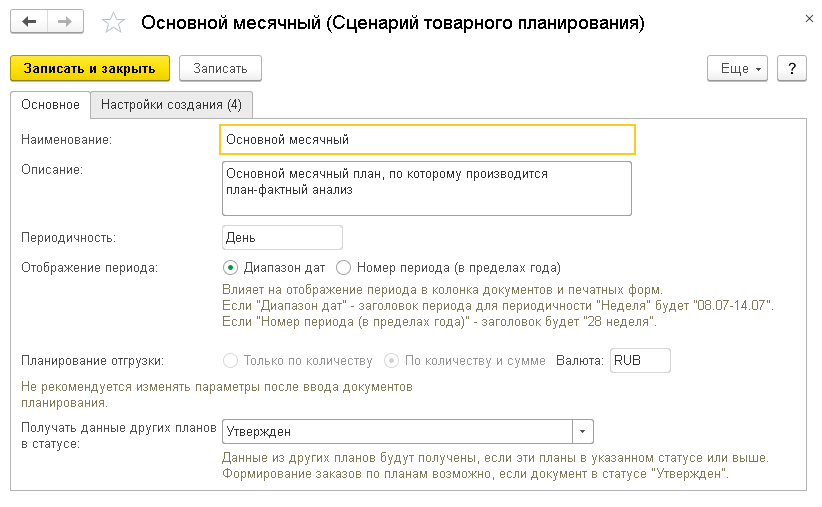 Основной месячный (Сценарий товарного планирования)
Записать и закрыть Записать Еще ?
Основное Настройки создания (4)
Наименование: Основной месячный
Описание: Основной месячный план, по которому производится
план-фактный анализ
Периодичность: День
Отображение периода: Диапазон дат Номер периода (в пределах года)
Влияет на отображение периода в колонка документов и печатных форм.
Если "Диапазон дат" - заголовок периода для периодичности "Неделя" будет "08.07-14.07".
Если "Номер периода (в пределах года)" - заголовок будет "28 неделя".
Планирование отгрузки: Только по количеству По количеству и сумме Валюта: RUB
Не рекомендуется изменять параметры после ввода документов
планирования.
Получать данные других планов
в статусе: Утвержден
Данные из других планов будут получены, если эти планы в указанном статусе или выше.
Формирование заказов по планам возможно, если документ в статусе "Утвержден".